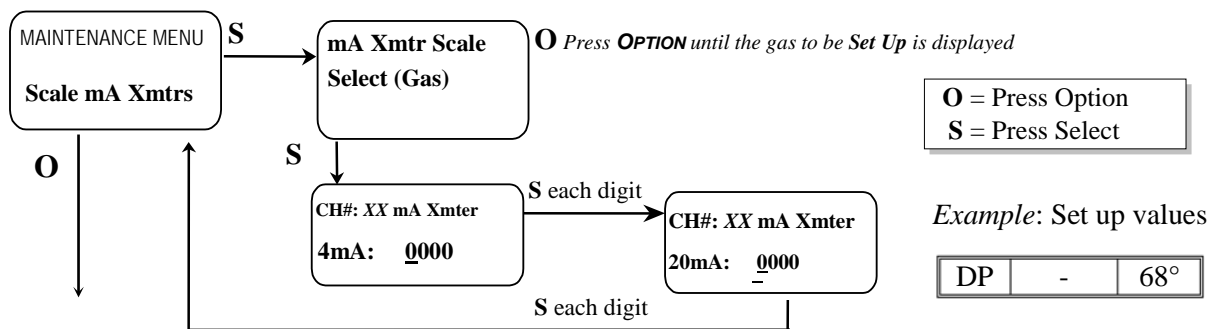 MAINTENANCE MENU
Scale mA Xmtrs
S
mA Xmtr Scale
Select (Gas)
O Press OPTION until the gas to be Set Up is displayed
O = Press Option
S = Press Select
O
S
CH#: XX mA Xmter
4mA: 0000
S each digit
CH#: XX mA Xmter
20mA: 0000
S each digit
Example: Set up values
DP - 68°